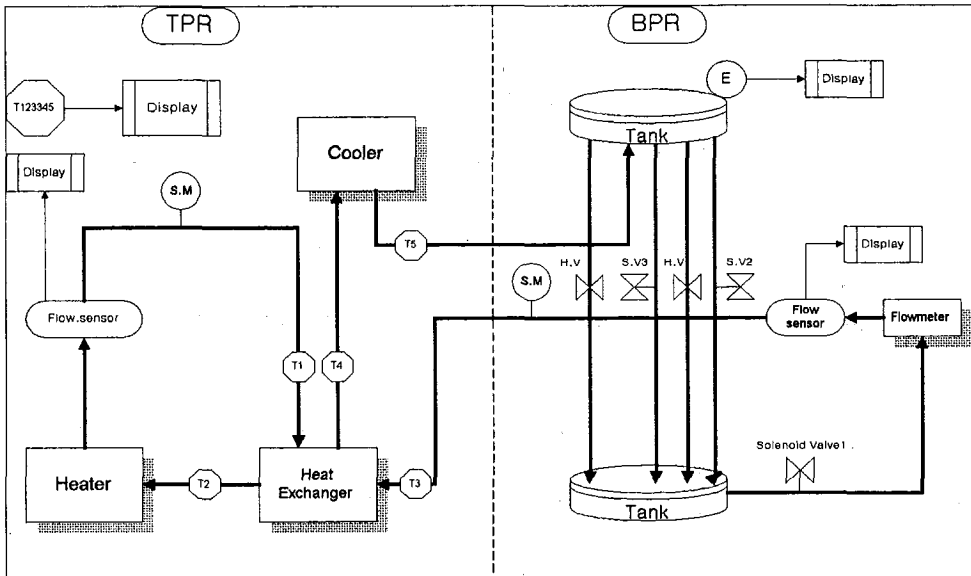 TPR
BPR
T123345
Display
E
Display
Tank
Cooler
Display
S.M
T5
H.V
S.V3
H.V
S.V2
Display
S.M
Flow.sensor
Flow
sensor
Flowmeter
T1
T4
Solenoid Valve1 .
Heater
T2
Heat
Exchanger
T3
Tank